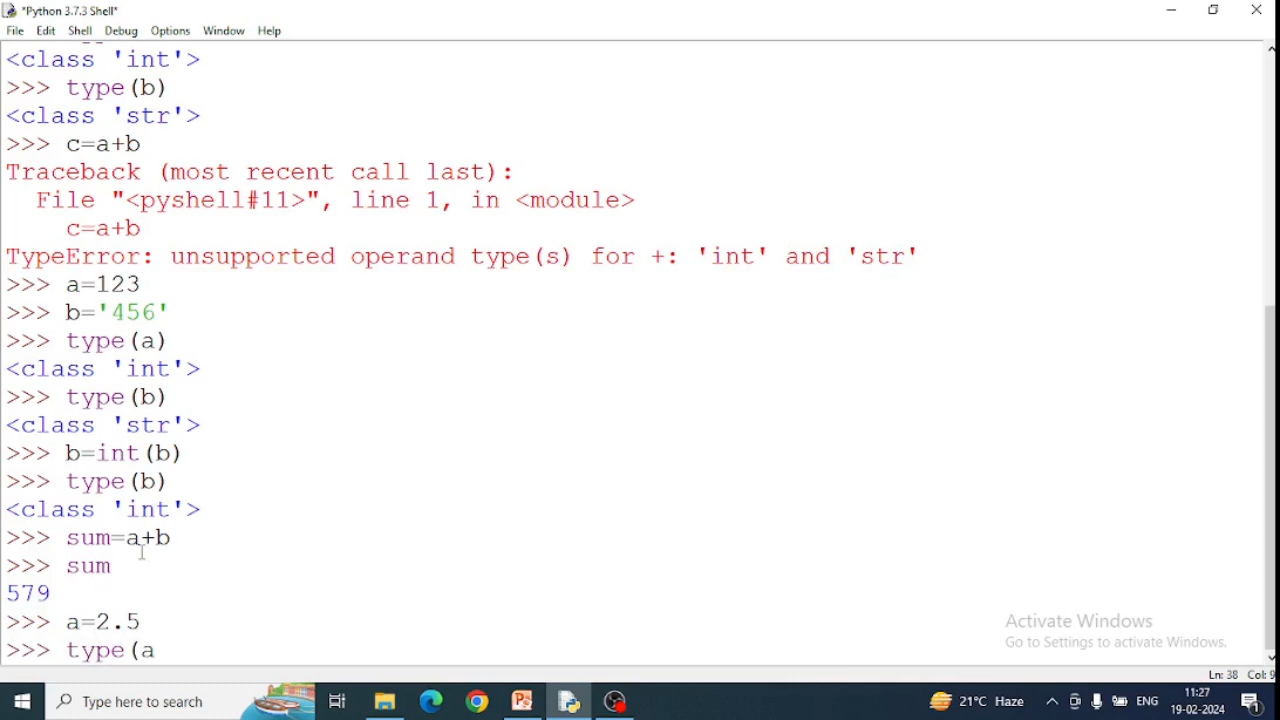 *Python 3.7.3 Shell*
File Edit Shell Debug Options Window Help
<class 'int'>
>>> type(b)
<class 'str'>
>>> c=a+b
Traceback (most recent call last):
  File "<pyshell#11>", line 1, in <module>
    c=a+b
TypeError: unsupported operand type(s) for +: 'int' and 'str'
>>> a=123
>>> b='456'
>>> type(a)
<class 'int'>
>>> type(b)
<class 'str'>
>>> b=int(b)
>>> type(b)
<class 'int'>
>>> sum=a+b
>>> sum
579
>>> a=2.5
>>> type(a
Activate Windows
Go to Settings to activate Windows.
Ln: 38 Col: 9
Type here to search
21°C Haze
ENG
11:27
19-02-2024
1